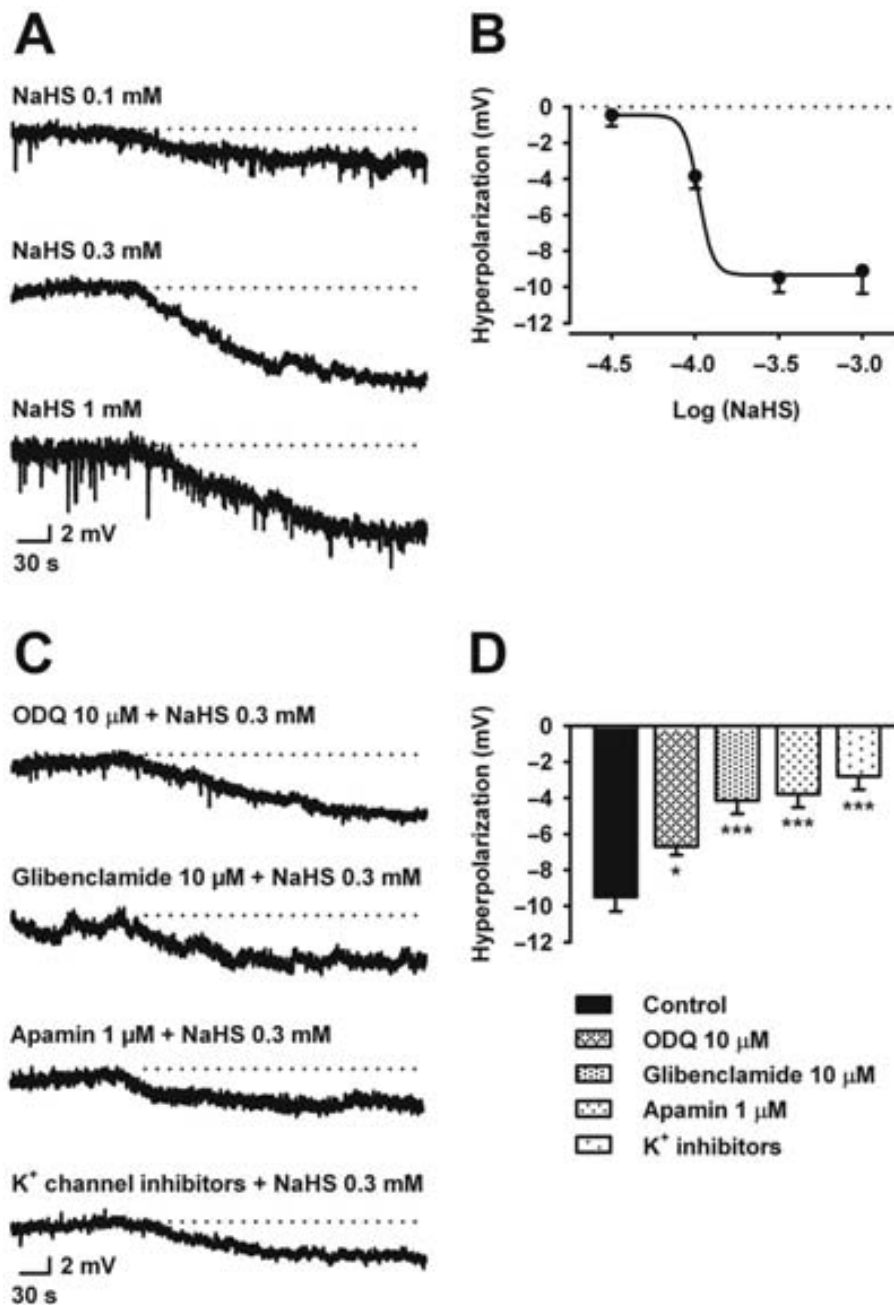 A
NaHS 0.1 mM
NaHS 0.3 mM
NaHS 1 mM
2 mV
30 s
B
Hyperpolarization (mV)
0
−2
−4
−6
−8
−10
−12
−4.5 −4.0 −3.5 −3.0
Log (NaHS)
C
ODQ 10 μM + NaHS 0.3 mM
Glibenclamide 10 μM + NaHS 0.3 mM
Apamin 1 μM + NaHS 0.3 mM
K⁺ channel inhibitors + NaHS 0.3 mM
2 mV
30 s
D
Hyperpolarization (mV)
0
−2
−4
−6
−8
−10
−12
*
***
***
***
Control
ODQ 10 μM
Glibenclamide 10 μM
Apamin 1 μM
K⁺ inhibitors